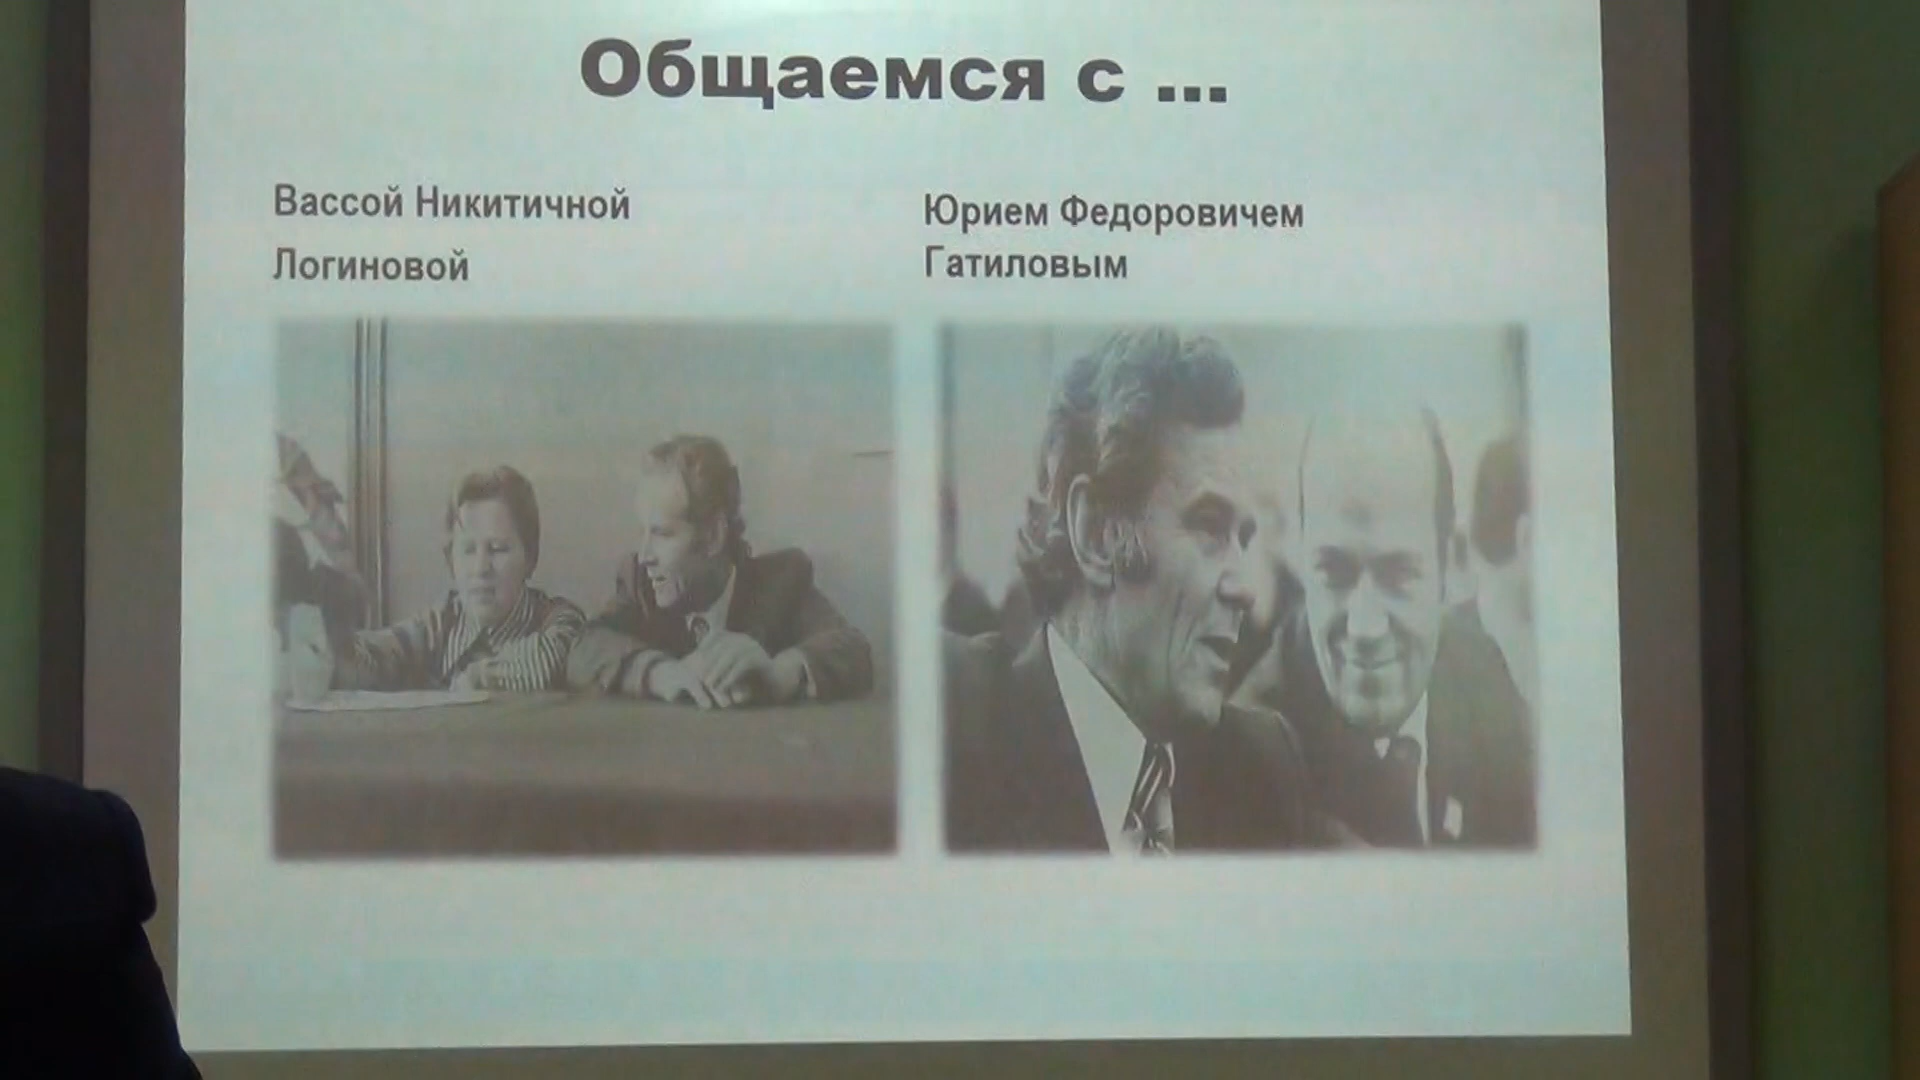 Общаемся с ...
Вассой Никитичной
Логиновой
Юрием Федоровичем
Гатиловым